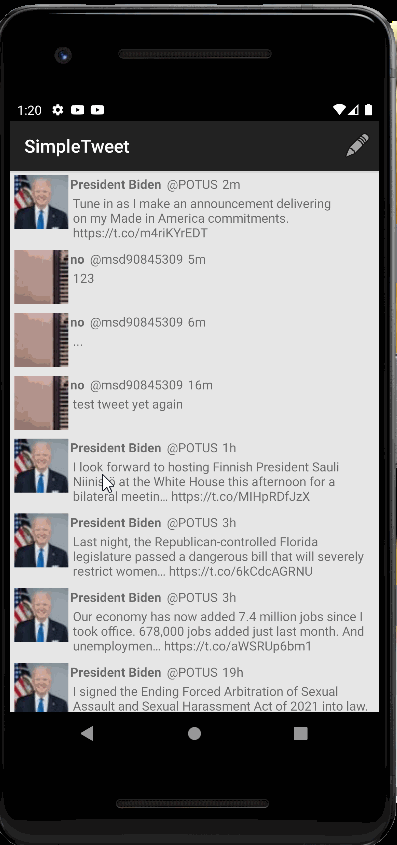 1:20
SimpleTweet
President Biden @POTUS 2m
Tune in as I make an announcement delivering
on my Made in America commitments.
https://t.co/m4riKYrEDT
no @msd90845309 5m
123
no @msd90845309 6m
...
no @msd90845309 16m
test tweet yet again
President Biden @POTUS 1h
I look forward to hosting Finnish President Sauli
at the White House this afternoon for a
bilateral meetin… https://t.co/MIHpRDfJzX
President Biden @POTUS 3h
Last night, the Republican-controlled Florida
legislature passed a dangerous bill that will severely
restrict women… https://t.co/6kCdcAGRNU
President Biden @POTUS 3h
Our economy has now added 7.4 million jobs since I
took office. 678,000 jobs added just last month. And
unemploymen… https://t.co/aWSRUp6bm1
President Biden @POTUS 19h
I signed the Ending Forced Arbitration of Sexual
Assault and Sexual Harassment Act of 2021 into law.